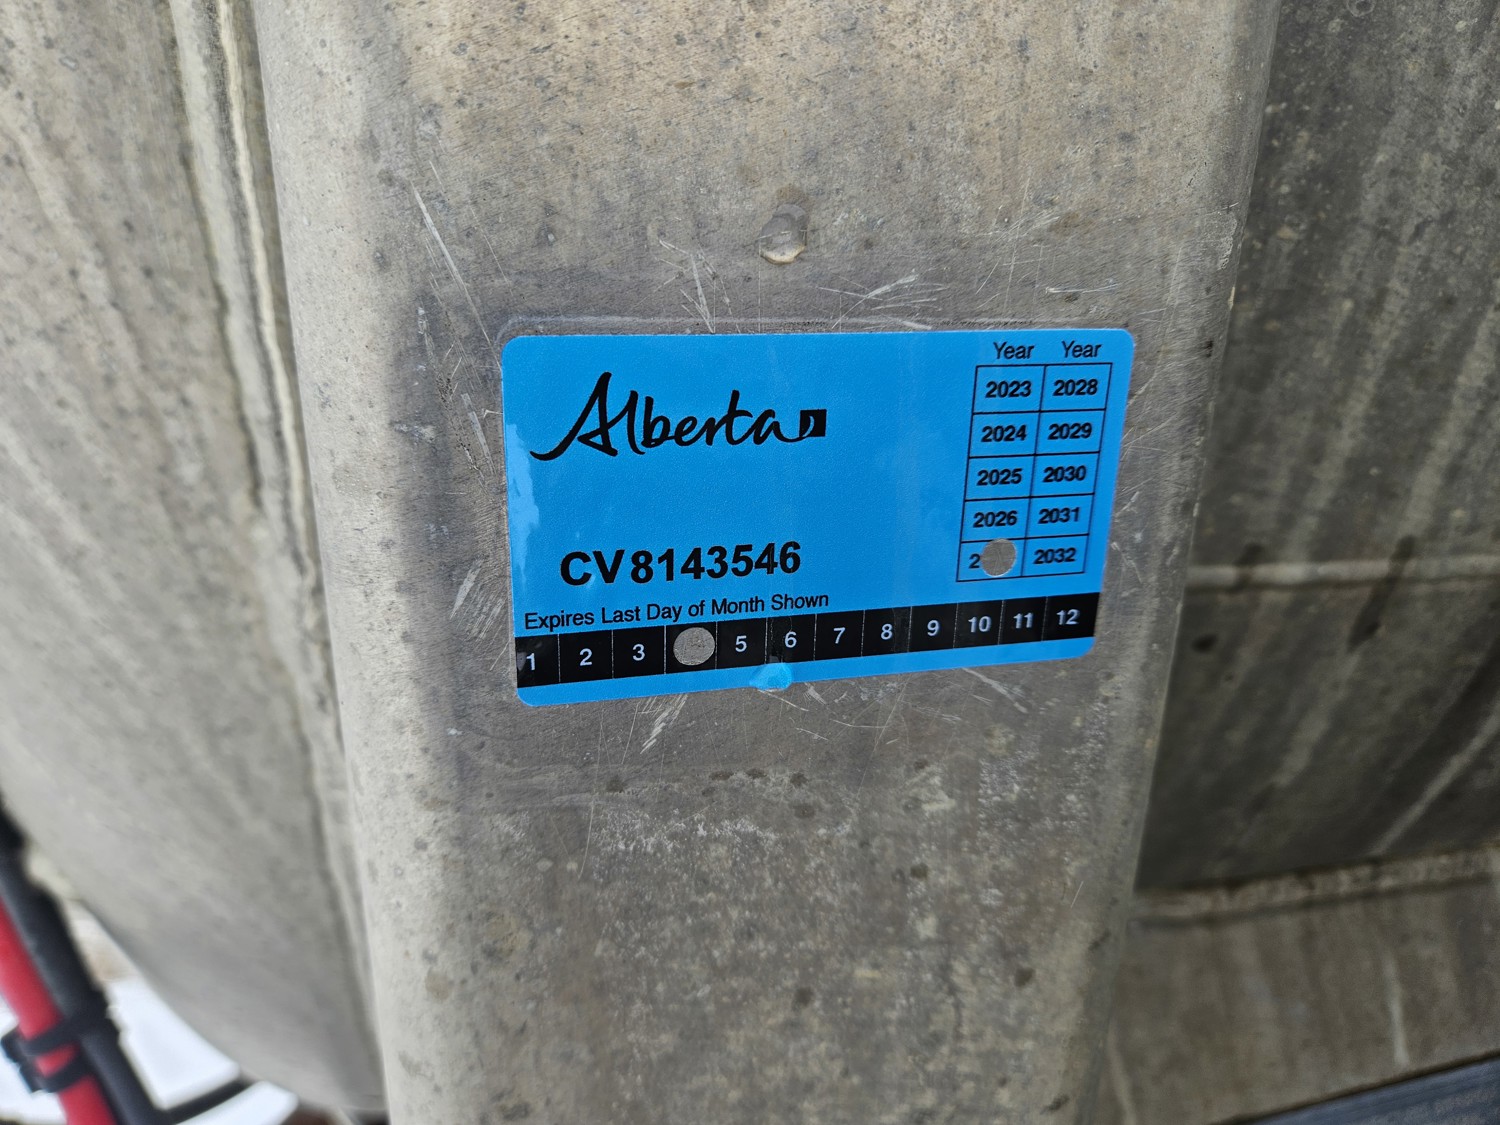 Alberta
Year Year
2023 2028
2024 2029
2025 2030
2026 2031
2 2032
CV8143546
Expires Last Day of Month Shown
1 2 3 5 6 7 8 9 10 11 12